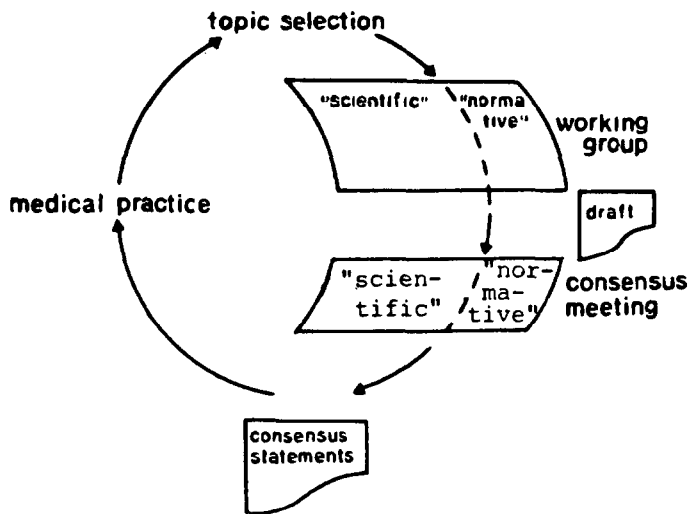 topic selection
"scientific"
"norma
tive"
working
group
medical practice
draft
"scien-
tific"
"nor-
ma-
tive"
consensus
meeting
consensus
statements